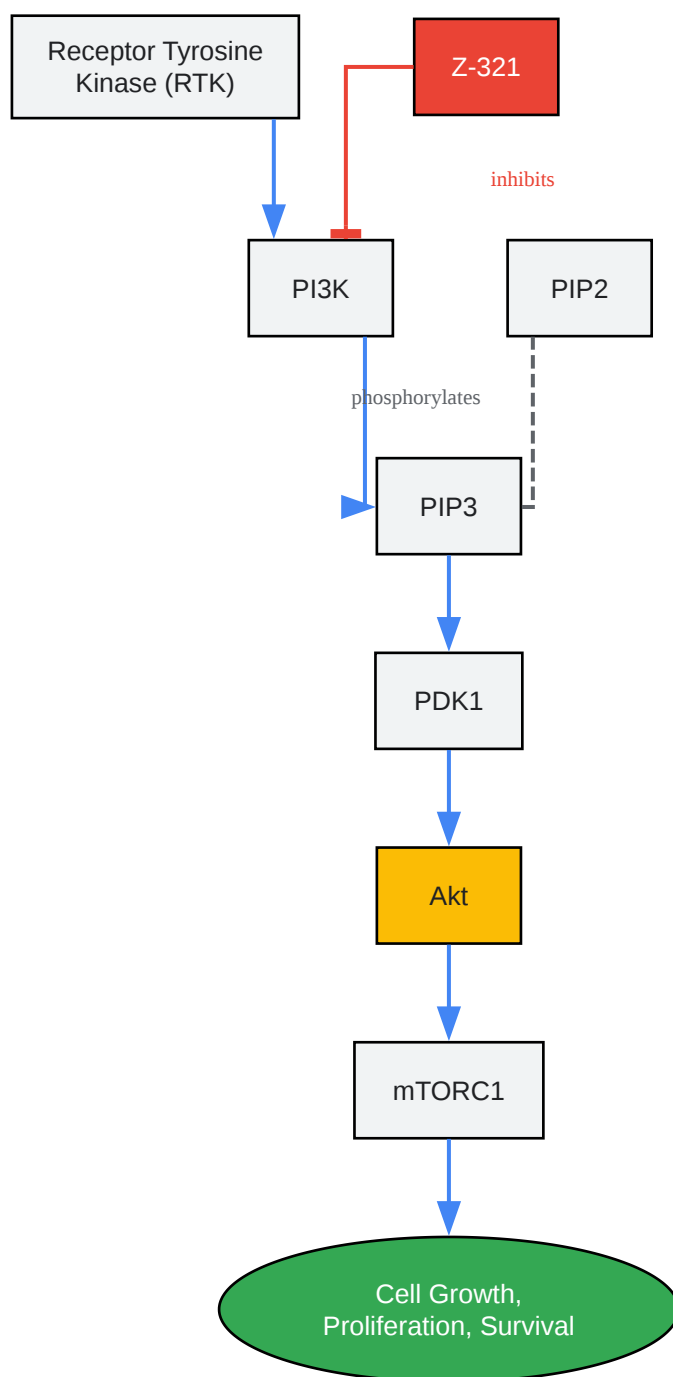 Receptor Tyrosine
Kinase (RTK)
Z-321
inhibits
PI3K
PIP2
phosphorylates
PIP3
PDK1
Akt
mTORC1
Cell Growth,
Proliferation, Survival